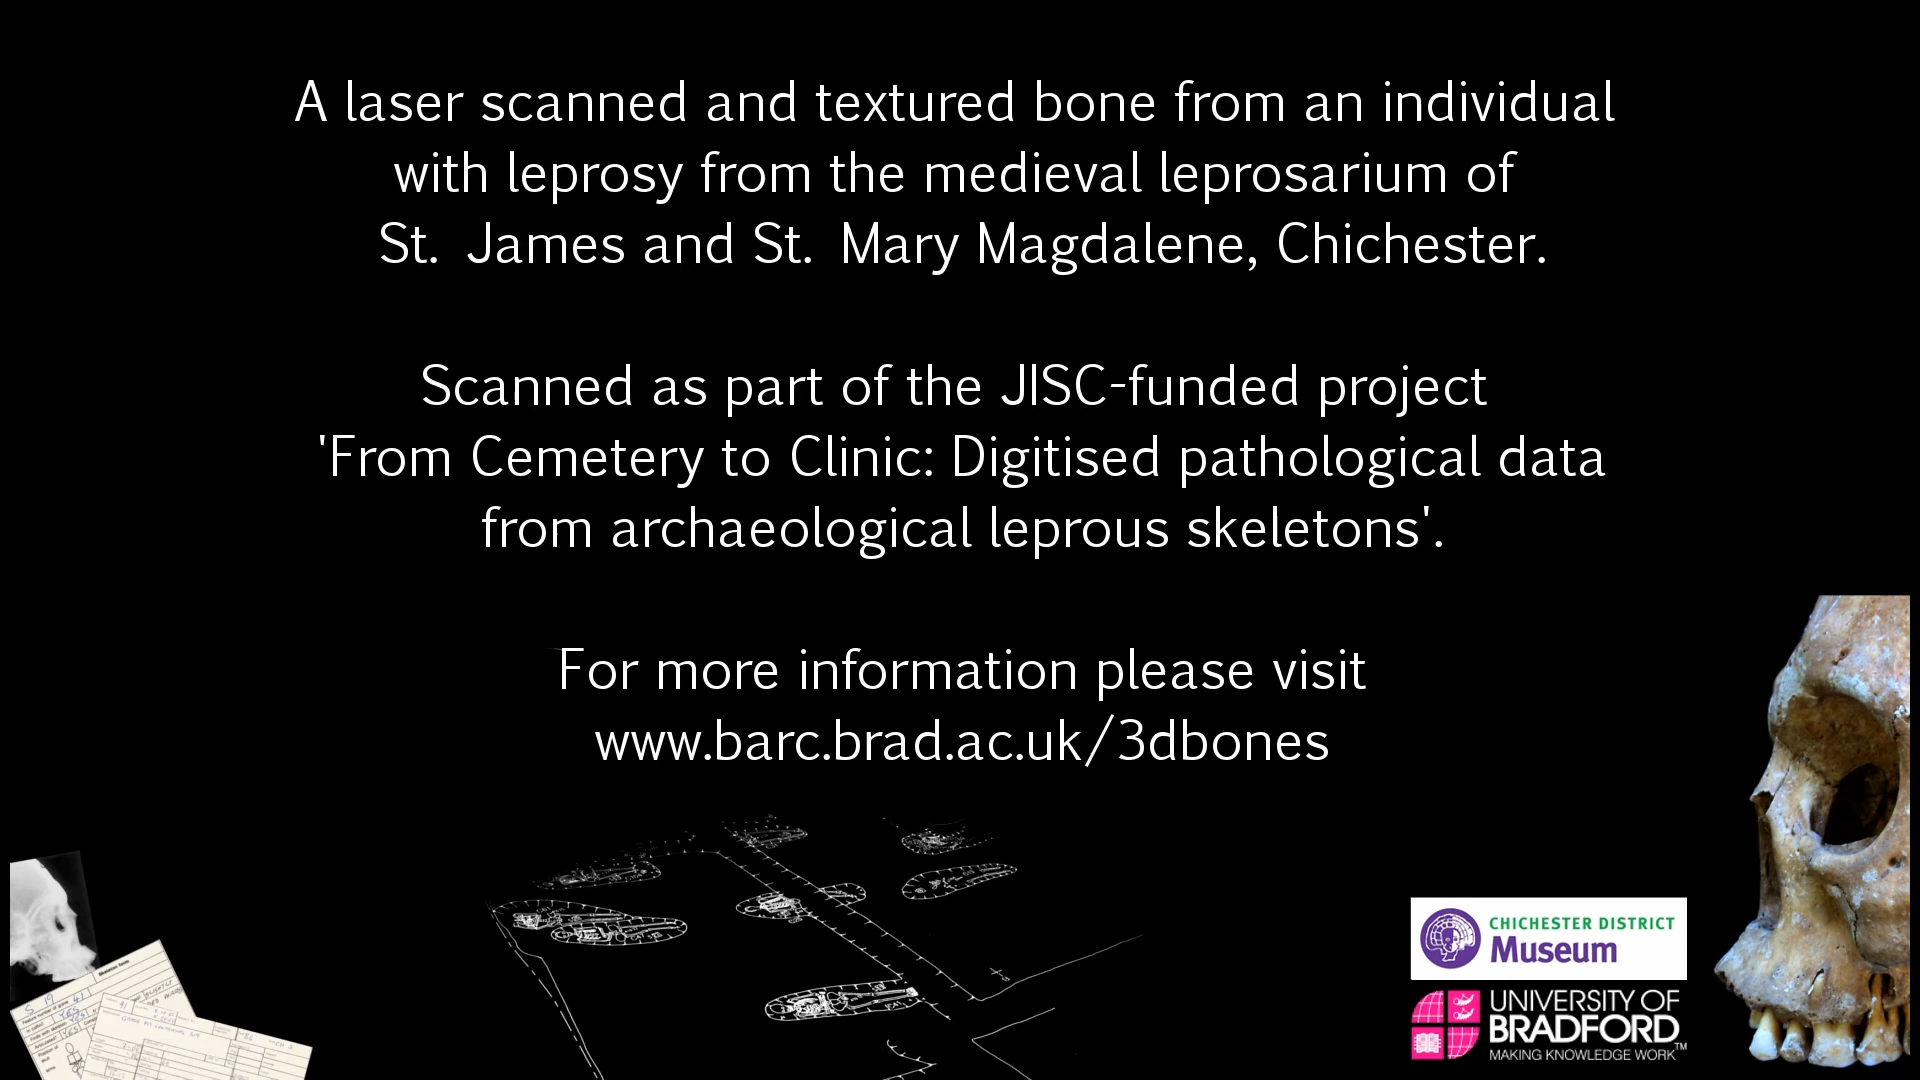 A laser scanned and textured bone from an individual
with leprosy from the medieval leprosarium of
St. James and St. Mary Magdalene, Chichester.
Scanned as part of the JISC-funded project
'From Cemetery to Clinic: Digitised pathological data
from archaeological leprous skeletons'.
For more information please visit
www.barc.brad.ac.uk/3dbones
CHICHESTER DISTRICT
Museum
UNIVERSITY OF
BRADFORD
MAKING KNOWLEDGE WORK™
Skeleton form